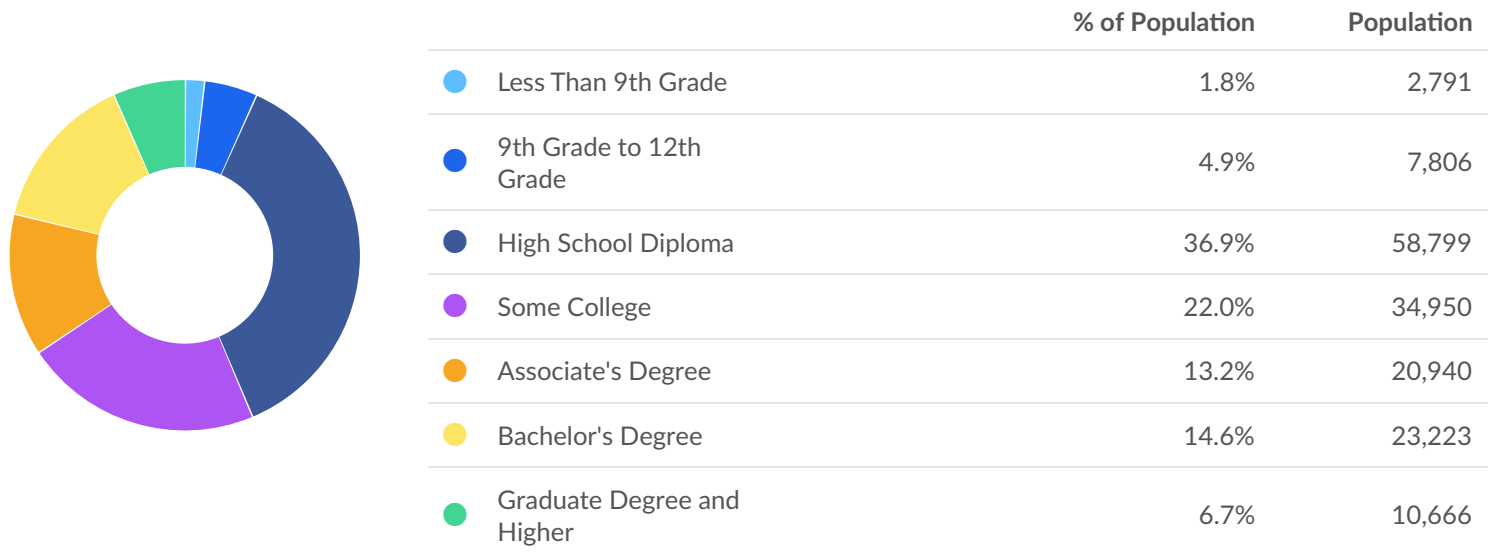 % of Population Population
Less Than 9th Grade 1.8% 2,791
9th Grade to 12th
Grade 4.9% 7,806
High School Diploma 36.9% 58,799
Some College 22.0% 34,950
Associate's Degree 13.2% 20,940
Bachelor's Degree 14.6% 23,223
Graduate Degree and
Higher 6.7% 10,666